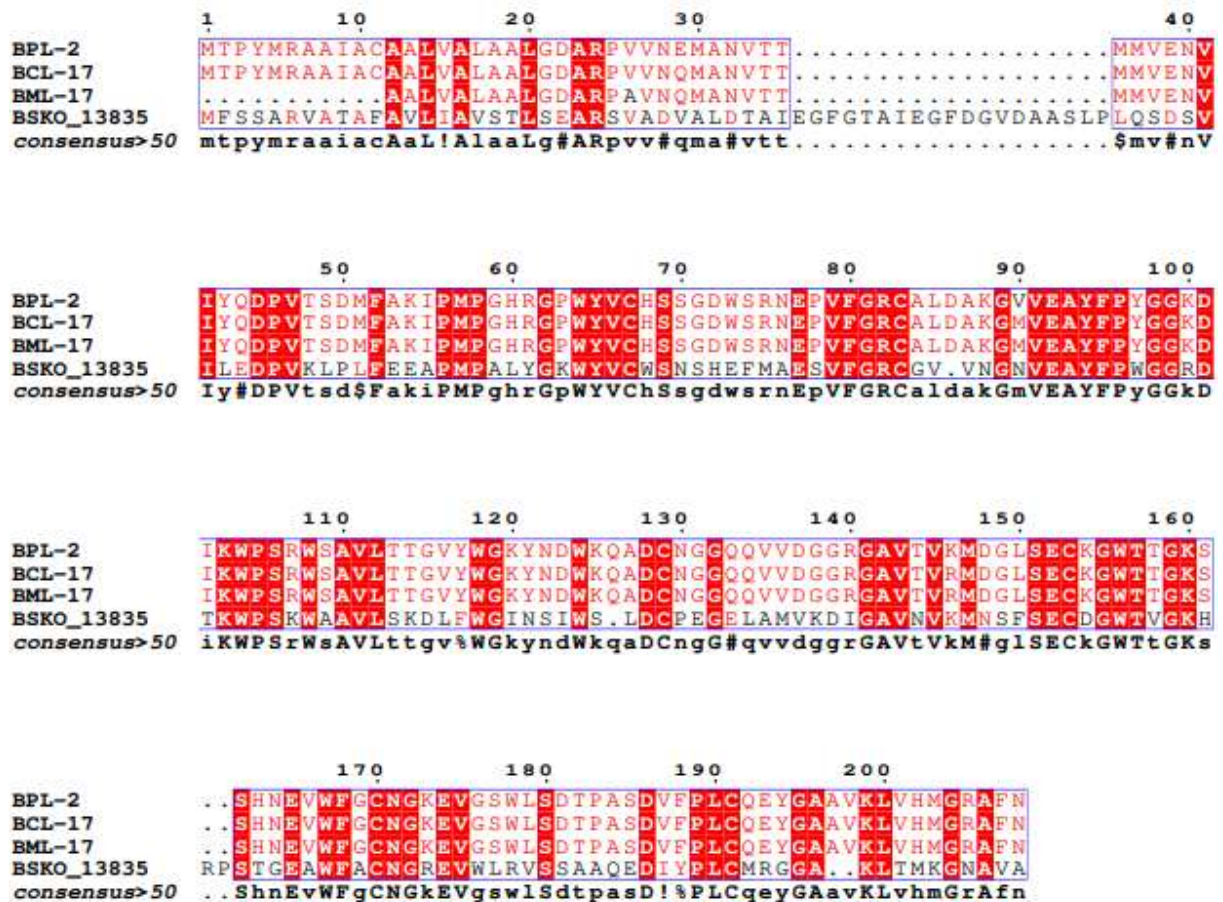 1 10 20 30 40
BPL-2 MTPYMRAAIACAALVALAALGDARPVVNEMANVTT...................MMVENV
BCL-17 MTPYMRAAIACAALVALAALGDARPVVNQMANVTT...................MMVENV
BML-17 ...........AALVALAALGDARPAVNQMANVTT...................MMVENV
BSKO_13835 MFSSARVATAFAVLIAVSTLSEARSVADVALDTAIEGFGTAIEGFDGVDAASLPLQSDSV
consensus>50 mtpymraaiacAaL!AlaaLg#ARpvv#qma#vtt...................$mv#nV
50 60 70 80 90 100
BPL-2 IYQDPVTSDMFAKIPMPGHRGPWYVCHSSGDWSRNEPVFGRCALDAKGVVEAYFPYGGKD
BCL-17 IYQDPVTSDMFAKIPMPGHRGPWYVCHSSGDWSRNEPVFGRCALDAKGMVEAYFPYGGKD
BML-17 IYQDPVTSDMFAKIPMPGHRGPWYVCHSSGDWSRNEPVFGRCALDAKGMVEAYFPYGGKD
BSKO_13835 ILEDPVKLPLFEEAPMPALYGKWYVCWSNSHEFMAESVFGRCGV.VNGNVEAYFPWGGRD
consensus>50 Iy#DPVtsd$FakiPMPghrGpWYVChSsgdwsrnEpVFGRCaldakGmVEAYFPyGGkD
110 120 130 140 150 160
BPL-2 IKWPSRWSAVLTTGVYWGKYNDWKQADCNGGQQVVDGGRGAVTVKMDGLSECKGWTTGKS
BCL-17 IKWPSRWSAVLTTGVYWGKYNDWKQADCNGGQQVVDGGRGAVTVRMDGLSECKGWTTGKS
BML-17 IKWPSRWSAVLTTGVYWGKYNDWKQADCNGGQQVVDGGRGAVTVRMDGLSECKGWTTGKS
BSKO_13835 TKWPSKWAAVLSKDLFWGINSIWS.LDCPEGELAMVKDIGAVNVKMNSFSECDGWTVGKH
consensus>50 iKWPSrWsAVLttgv%WGkyndWkqaDCngG#qvvdggrGAVtVkM#glSECkGWTtGKs
170 180 190 200
BPL-2 ..SHNEVWFGCNGKEVGSWLSDTPASDVFPLCQEYGAAVKLVHMGRAFN
BCL-17 ..SHNEVWFGCNGKEVGSWLSDTPASDVFPLCQEYGAAVKLVHMGRAFN
BML-17 ..SHNEVWFGCNGKEVGSWLSDTPASDVFPLCQEYGAAVKLVHMGRAFN
BSKO_13835 RPSTGEAWFACNGREVWLRVSSAAQEDIYPLCMRGGA..KLTMKGNAVA
consensus>50 ..ShnEvWFgCNGkEVgswlSdtpasD!%PLCqeyGAavKLvhmGrAfn